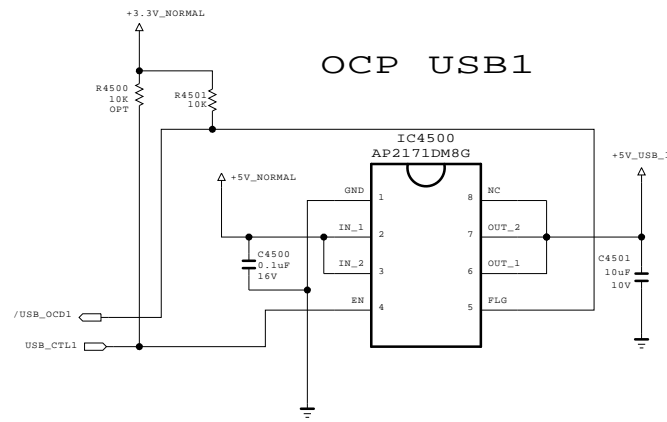 +3.3V_NORMAL
OCP USB1
R4500
10K
OPT
R4501
10K
IC4500
AP2171DM8G
+5V_NORMAL
+5V_USB_1
GND
1
8
NC
IN_1
2
7
OUT_2
C4500
0.1uF
16V
IN_2
3
6
OUT_1
C4501
10uF
10V
EN
4
5
FLG
/USB_OCD1
USB_CTL1